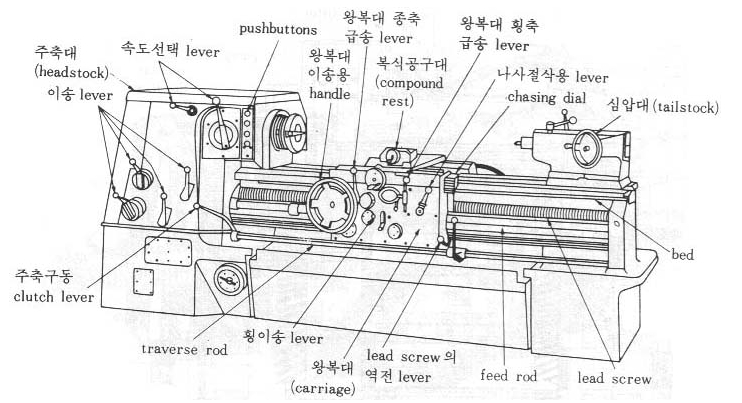 주축대
(headstock)
이송 lever
속도선택 lever
pushbuttons
왕복대
이송용
handle
왕복대 종축
급송 lever
복식공구대
(compound
rest)
왕복대 횡축
급송 lever
나사절삭용 lever
chasing dial
심압대(tailstock)
주축구동
clutch lever
traverse rod
횡이송 lever
왕복대
(carriage)
lead screw의
역전 lever
feed rod
lead screw
bed